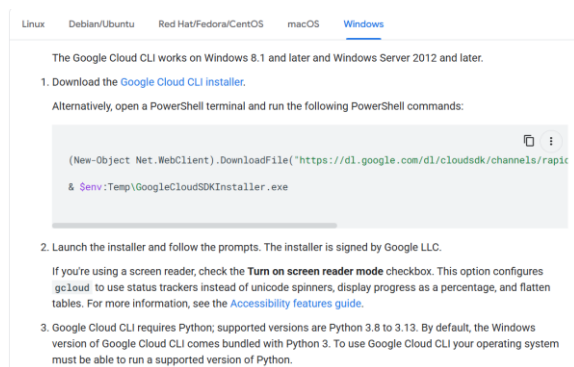 Linux Debian/Ubuntu Red Hat/Fedora/CentOS macOS Windows
The Google Cloud CLI works on Windows 8.1 and later and Windows Server 2012 and later.
1. Download the Google Cloud CLI installer.
Alternatively, open a PowerShell terminal and run the following PowerShell commands:
(New-Object Net.WebClient).DownloadFile("https://dl.google.com/dl/cloudsdk/channels/rapid
& $env:Temp\GoogleCloudSDKInstaller.exe
2. Launch the installer and follow the prompts. The installer is signed by Google LLC.
If you're using a screen reader, check the Turn on screen reader mode checkbox. This option configures
gcloud to use status trackers instead of unicode spinners, display progress as a percentage, and flatten
tables. For more information, see the Accessibility features guide.
3. Google Cloud CLI requires Python; supported versions are Python 3.8 to 3.13. By default, the Windows
version of Google Cloud CLI comes bundled with Python 3. To use Google Cloud CLI your operating system
must be able to run a supported version of Python.